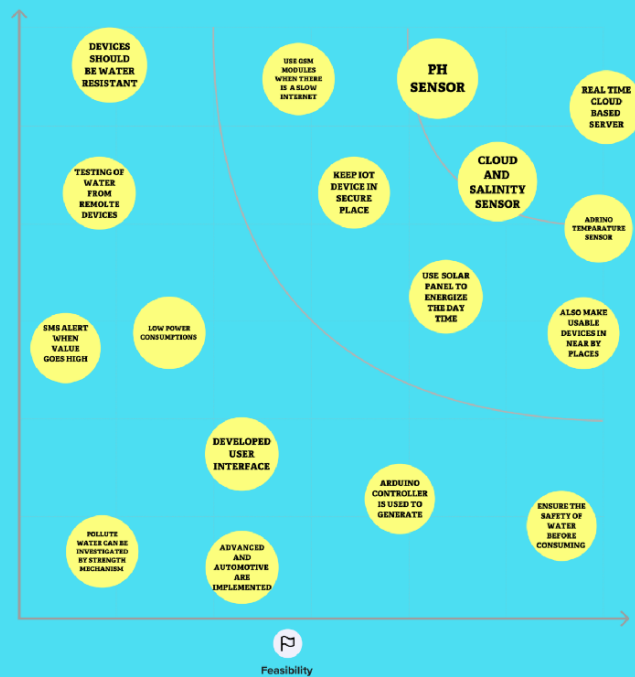 DEVICES
SHOULD
BE WATER
RESISTANT
USE GSM
MODULES
WHEN THERE
IS A SLOW
INTERNET
PH
SENSOR
REAL TIME
CLOUD
BASED
SERVER
TESTING OF
WATER
FROM
REMOLTE
DEVICES
KEEP IOT
DEVICE IN
SECURE
PLACE
CLOUD
AND
SALINITY
SENSOR
ADRINO
TEMPARATURE
SENSOR
USE SOLAR
PANEL TO
ENERGIZE
THE DAY
TIME
SMS ALERT
WHEN
VALUE
GOES HIGH
LOW POWER
CONSUMPTIONS
ALSO MAKE
USABLE
DEVICES IN
NEAR BY
PLACES
DEVELOPED
USER
INTERFACE
ARDUINO
CONTROLLER
IS USED TO
GENERATE
ENSURE THE
SAFETY OF
WATER
BEFORE
CONSUMING
POLLUTE
WATER CAN BE
INVESTIGATED
BY STRENGTH
MECHANISM
ADVANCED
AND
AUTOMOTIVE
ARE
IMPLEMENTED
Feasibility